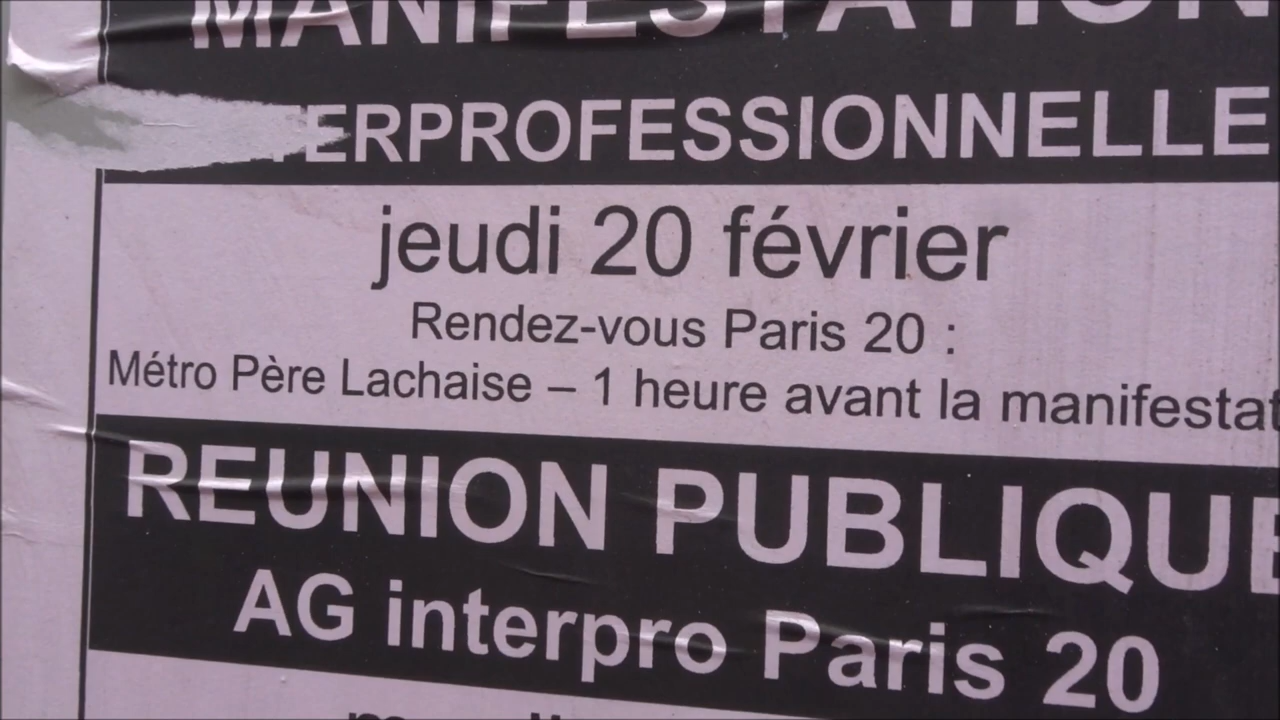 MANIFESTATION
TERPROFESSIONNELLE
jeudi 20 février
Rendez-vous Paris 20 :
Métro Père Lachaise – 1 heure avant la manifestat
REUNION PUBLIQUE
AG interpro Paris 20